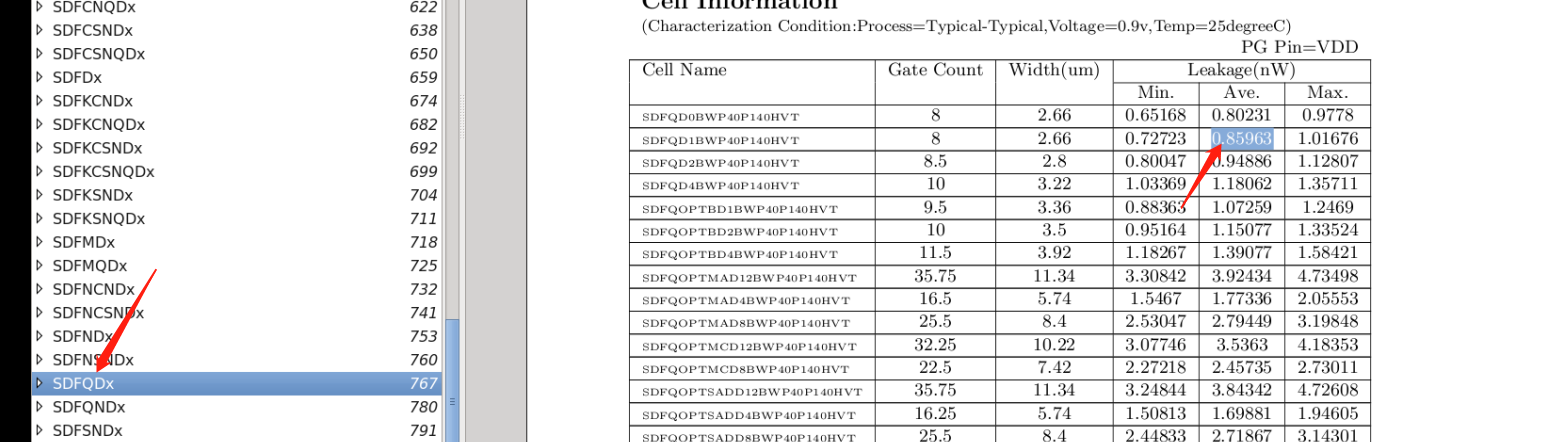 SDFCNQDx 622
SDFCSNDx 638
SDFCSNQDx 650
SDFDx 659
SDFKCNDx 674
SDFKCNQDx 682
SDFKCSNDx 692
SDFKCSNQDx 699
SDFKSNDx 704
SDFKSNQDx 711
SDFMDx 718
SDFMQDx 725
SDFNCNDx 732
SDFNCSNDx 741
SDFNDx 753
SDFNSNDx 760
SDFQDx 767
SDFQNDx 780
SDFSNDx 791
Cell Information
(Characterization Condition:Process=Typical-Typical,Voltage=0.9v,Temp=25degreeC)
PG Pin=VDD
Cell Name Gate Count Width(um) Leakage(nW)
Min. Ave. Max.
SDFQD0BWP40P140HVT 8 2.66 0.65168 0.80231 0.9778
SDFQD1BWP40P140HVT 8 2.66 0.72723 0.85963 1.01676
SDFQD2BWP40P140HVT 8.5 2.8 0.80047 0.94886 1.12807
SDFQD4BWP40P140HVT 10 3.22 1.03369 1.18062 1.35711
SDFQOPTBD1BWP40P140HVT 9.5 3.36 0.88363 1.07259 1.2469
SDFQOPTBD2BWP40P140HVT 10 3.5 0.95164 1.15077 1.33524
SDFQOPTBD4BWP40P140HVT 11.5 3.92 1.18267 1.39077 1.58421
SDFQOPTMAD12BWP40P140HVT 35.75 11.34 3.30842 3.92434 4.73498
SDFQOPTMAD4BWP40P140HVT 16.5 5.74 1.5467 1.77336 2.05553
SDFQOPTMAD8BWP40P140HVT 25.5 8.4 2.53047 2.79449 3.19848
SDFQOPTMCD12BWP40P140HVT 32.25 10.22 3.07746 3.5363 4.18353
SDFQOPTMCD8BWP40P140HVT 22.5 7.42 2.27218 2.45735 2.73011
SDFQOPTSADD12BWP40P140HVT 35.75 11.34 3.24844 3.84342 4.72608
SDFQOPTSADD4BWP40P140HVT 16.25 5.74 1.50813 1.69881 1.94605
SDFQOPTSADD8BWP40P140HVT 25.5 8.4 2.44833 2.71867 3.14301